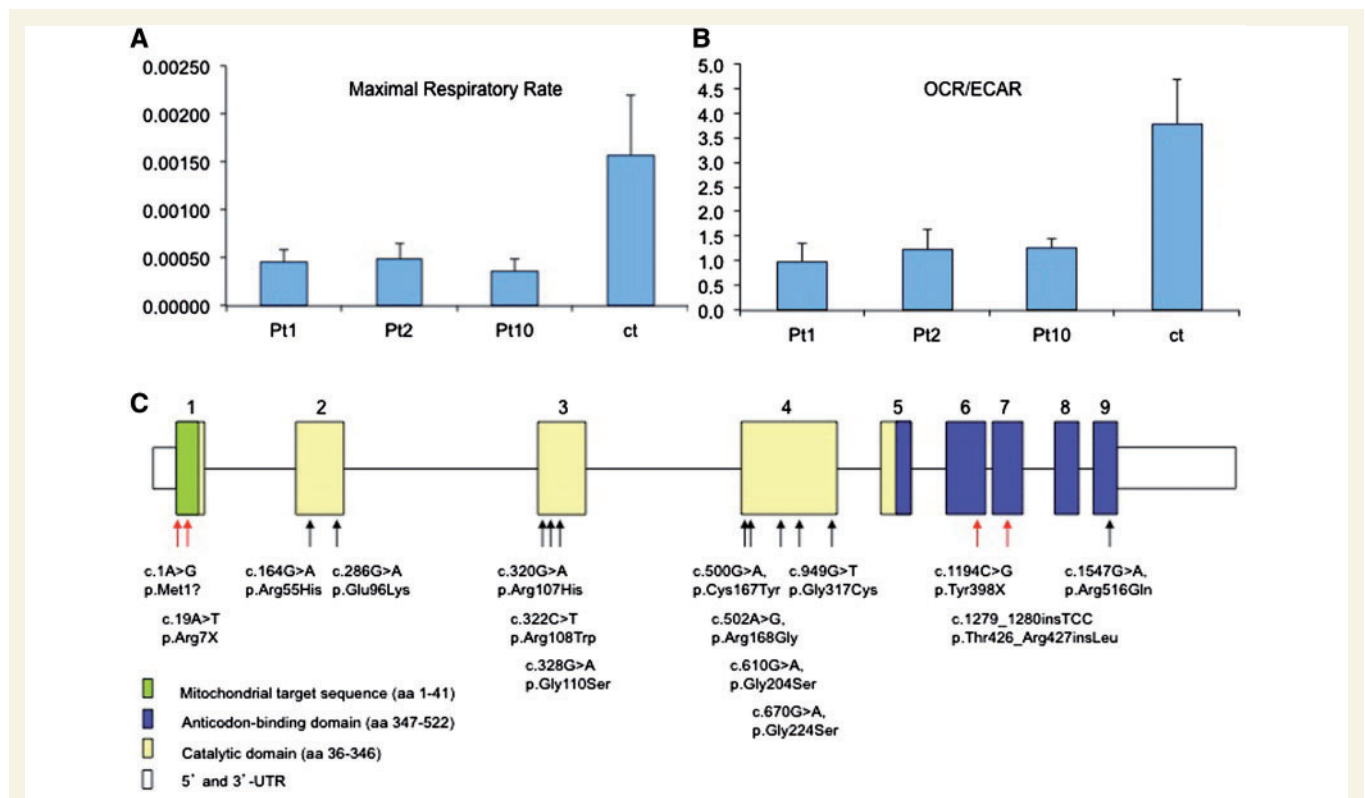 A
Maximal Respiratory Rate
0.00250
0.00200
0.00150
0.00100
0.00050
0.00000
Pt1 Pt2 Pt10 ct
B
OCR/ECAR
5.0
4.5
4.0
3.5
3.0
2.5
2.0
1.5
1.0
0.5
0.0
Pt1 Pt2 Pt10 ct
C
1 2 3 4 5 6 7 8 9
c.1A>G
p.Met1?
c.19A>T
p.Arg7X
c.164G>A
p.Arg55His
c.286G>A
p.Glu96Lys
c.320G>A
p.Arg107His
c.322C>T
p.Arg108Trp
c.328G>A
p.Gly110Ser
c.500G>A,
p.Cys167Tyr
c.502A>G,
p.Arg168Gly
c.610G>A,
p.Gly204Ser
c.670G>A,
p.Gly224Ser
c.949G>T
p.Gly317Cys
c.1194C>G
p.Tyr398X
c.1279_1280insTCC
p.Thr426_Arg427insLeu
c.1547G>A,
p.Arg516Gln
Mitochondrial target sequence (aa 1-41)
Anticodon-binding domain (aa 347-522)
Catalytic domain (aa 36-346)
5' and 3'-UTR